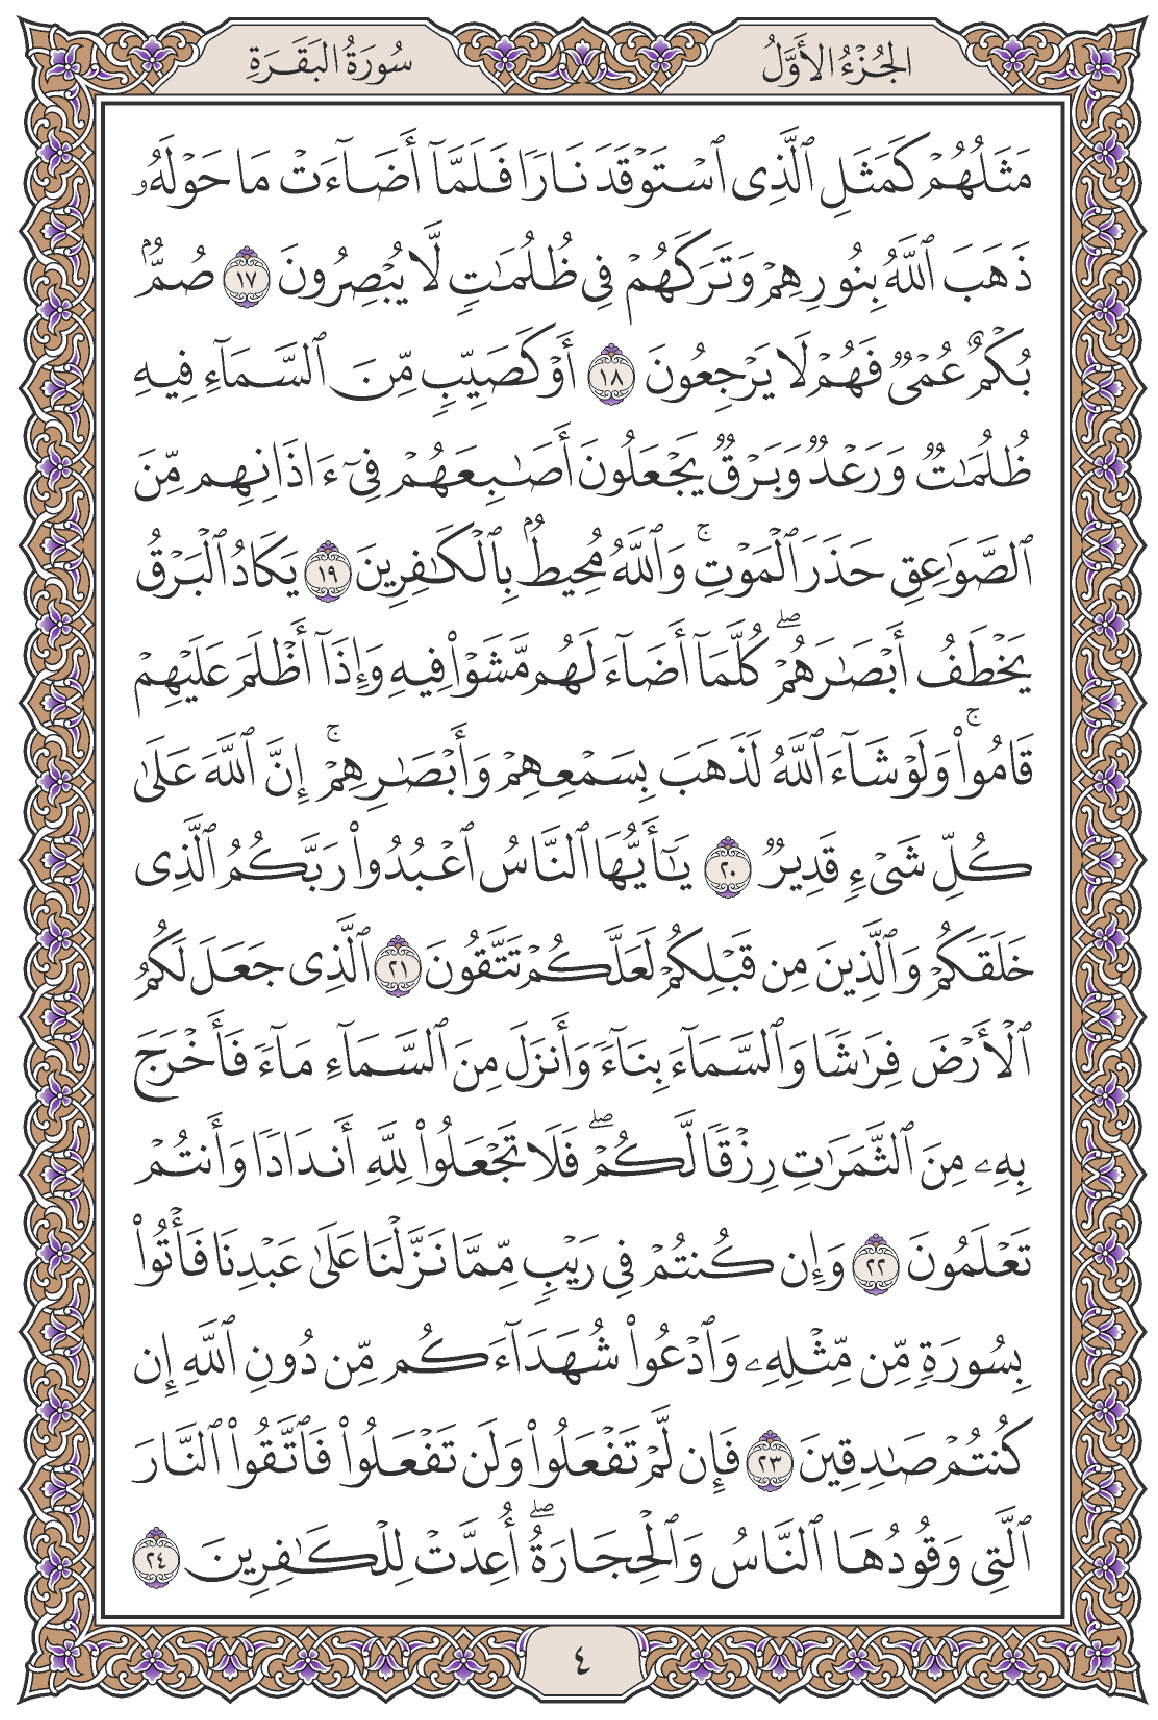 الجُزْءُ الأَوَّلُ
سُورَةُ البَقَرَةِ
مَثَلُهُمْ كَمَثَلِ ٱلَّذِى ٱسْتَوْقَدَ نَارًا فَلَمَّآ أَضَآءَتْ مَا حَوْلَهُۥ
ذَهَبَ ٱللَّهُ بِنُورِهِمْ وَتَرَكَهُمْ فِى ظُلُمَٰتٍ لَّا يُبْصِرُونَ ١٧ صُمٌّۢ
بُكْمٌ عُمْىٌ فَهُمْ لَا يَرْجِعُونَ ١٨ أَوْ كَصَيِّبٍ مِّنَ ٱلسَّمَآءِ فِيهِ
ظُلُمَٰتٌ وَرَعْدٌ وَبَرْقٌ يَجْعَلُونَ أَصَٰبِعَهُمْ فِىٓ ءَاذَانِهِم مِّنَ
ٱلصَّوَٰعِقِ حَذَرَ ٱلْمَوْتِ ۚ وَٱللَّهُ مُحِيطٌۢ بِٱلْكَٰفِرِينَ ١٩ يَكَادُ ٱلْبَرْقُ
يَخْطَفُ أَبْصَٰرَهُمْ ۖ كُلَّمَآ أَضَآءَ لَهُم مَّشَوْا۟ فِيهِ وَإِذَآ أَظْلَمَ عَلَيْهِمْ
قَامُوا۟ ۚ وَلَوْ شَآءَ ٱللَّهُ لَذَهَبَ بِسَمْعِهِمْ وَأَبْصَٰرِهِمْ ۚ إِنَّ ٱللَّهَ عَلَىٰ
كُلِّ شَىْءٍ قَدِيرٌ ٢٠ يَٰٓأَيُّهَا ٱلنَّاسُ ٱعْبُدُوا۟ رَبَّكُمُ ٱلَّذِى
خَلَقَكُمْ وَٱلَّذِينَ مِن قَبْلِكُمْ لَعَلَّكُمْ تَتَّقُونَ ٢١ ٱلَّذِى جَعَلَ لَكُمُ
ٱلْأَرْضَ فِرَٰشًا وَٱلسَّمَآءَ بِنَآءً وَأَنزَلَ مِنَ ٱلسَّمَآءِ مَآءً فَأَخْرَجَ
بِهِۦ مِنَ ٱلثَّمَرَٰتِ رِزْقًا لَّكُمْ ۖ فَلَا تَجْعَلُوا۟ لِلَّهِ أَندَادًا وَأَنتُمْ
تَعْلَمُونَ ٢٢ وَإِن كُنتُمْ فِى رَيْبٍ مِّمَّا نَزَّلْنَا عَلَىٰ عَبْدِنَا فَأْتُوا۟
بِسُورَةٍ مِّن مِّثْلِهِۦ وَٱدْعُوا۟ شُهَدَآءَكُم مِّن دُونِ ٱللَّهِ إِن
كُنتُمْ صَٰدِقِينَ ٢٣ فَإِن لَّمْ تَفْعَلُوا۟ وَلَن تَفْعَلُوا۟ فَٱتَّقُوا۟ ٱلنَّارَ
ٱلَّتِى وَقُودُهَا ٱلنَّاسُ وَٱلْحِجَارَةُ ۖ أُعِدَّتْ لِلْكَٰفِرِينَ ٢٤
٤